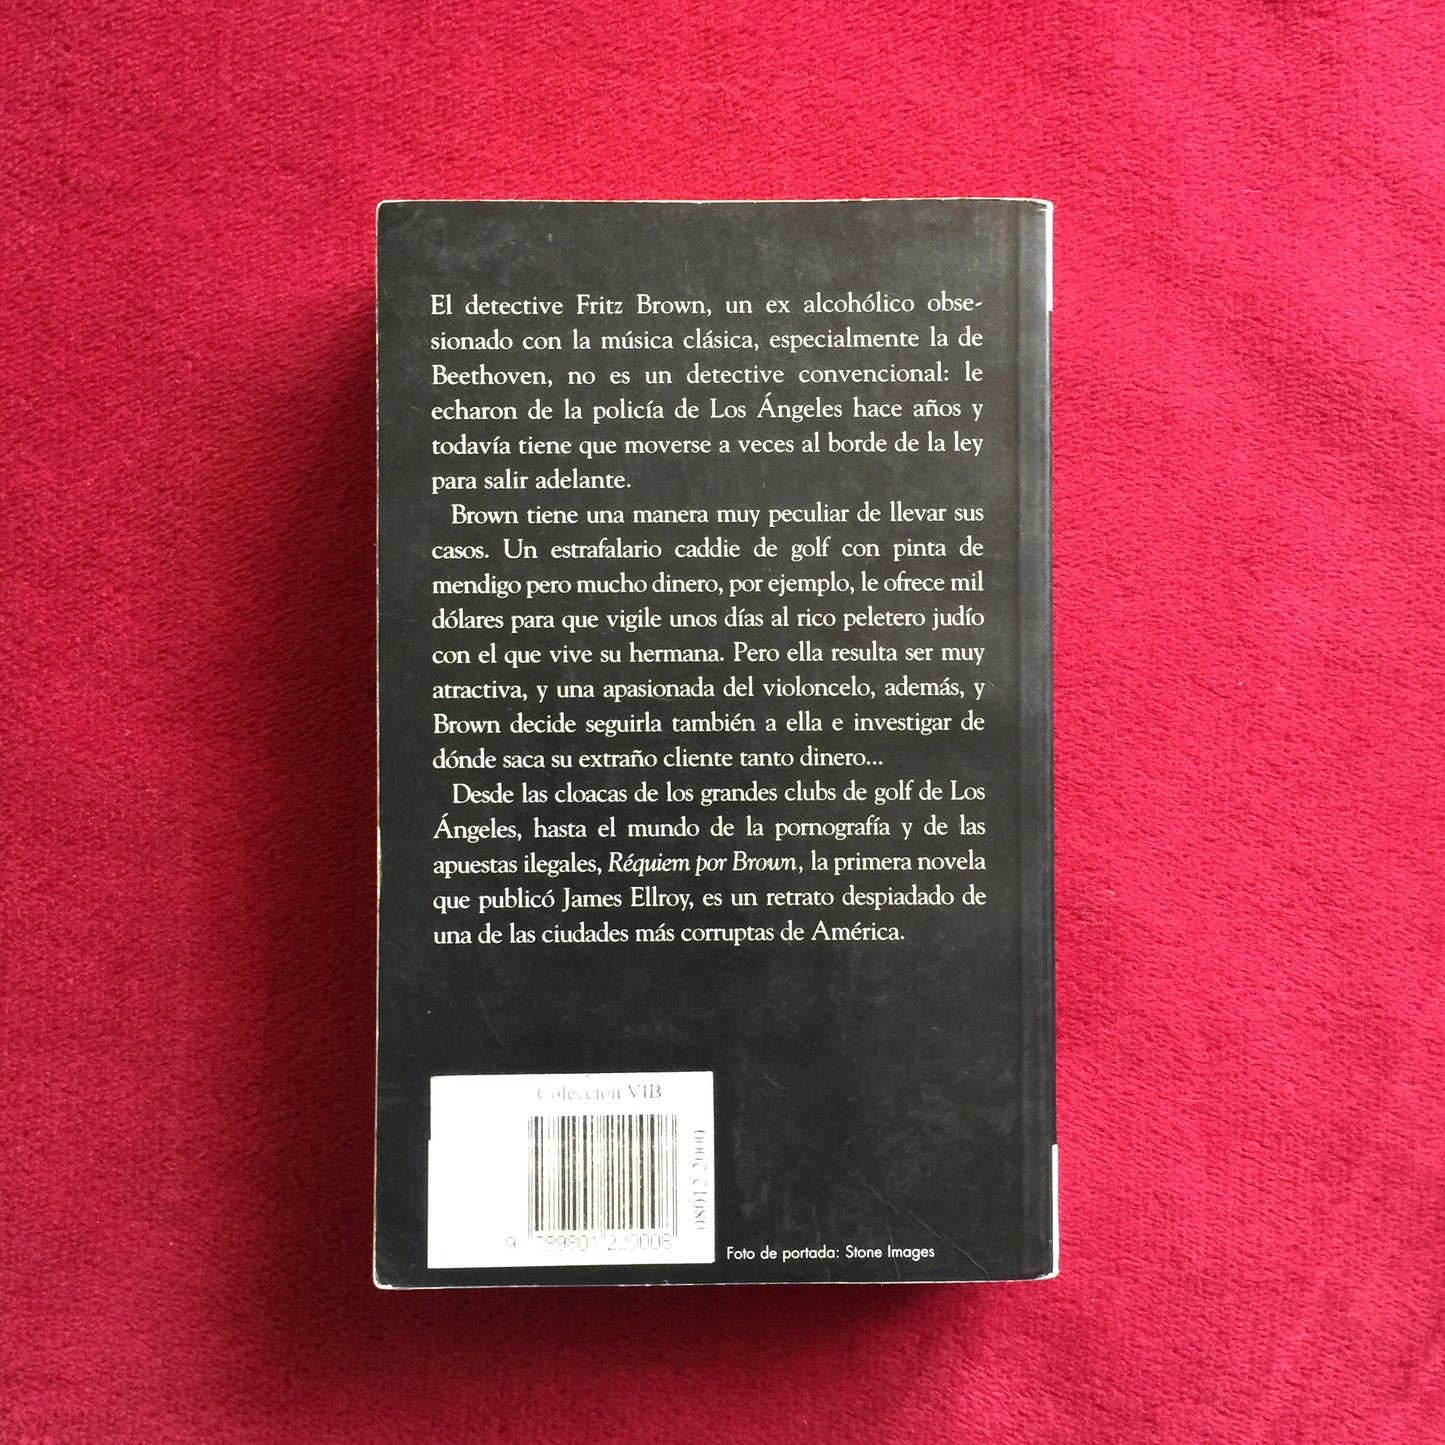 El detective Fritz Brown, un ex alcohólico obse-
sionado con la música clásica, especialmente la de
Beethoven, no es un detective convencional: le
echaron de la policía de Los Ángeles hace años y
todavía tiene que moverse a veces al borde de la ley
para salir adelante.
Brown tiene una manera muy peculiar de llevar sus
casos. Un estrafalario caddie de golf con pinta de
mendigo pero mucho dinero, por ejemplo, le ofrece mil
dólares para que vigile unos días al rico peletero judío
con el que vive su hermana. Pero ella resulta ser muy
atractiva, y una apasionada del violoncelo, además, y
Brown decide seguirla también a ella e investigar de
dónde saca su extraño cliente tanto dinero...
Desde las cloacas de los grandes clubs de golf de Los
Ángeles, hasta el mundo de la pornografía y de las
apuestas ilegales, Réquiem por Brown, la primera novela
que publicó James Ellroy, es un retrato despiadado de
una de las ciudades más corruptas de América.
Colección VIB
9 789801 220008
Foto de portada: Stone Images